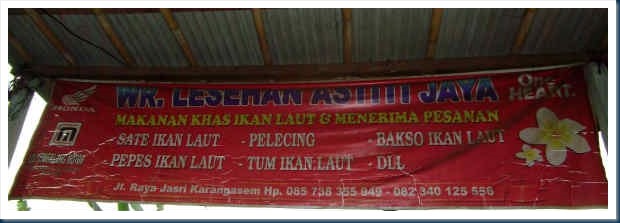 WR. LESEHAN ASTITI JAYA
HONDA
One
HEART.
MAKANAN KHAS IKAN LAUT & MENERIMA PESANAN
-SATE IKAN LAUT - PELECING - BAKSO IKAN LAUT
-PEPES IKAN LAUT - TUM IKAN LAUT - DLL
Jl. Raya Jasri Karangasem Hp. 085 738 355 949 - 082 340 125 556